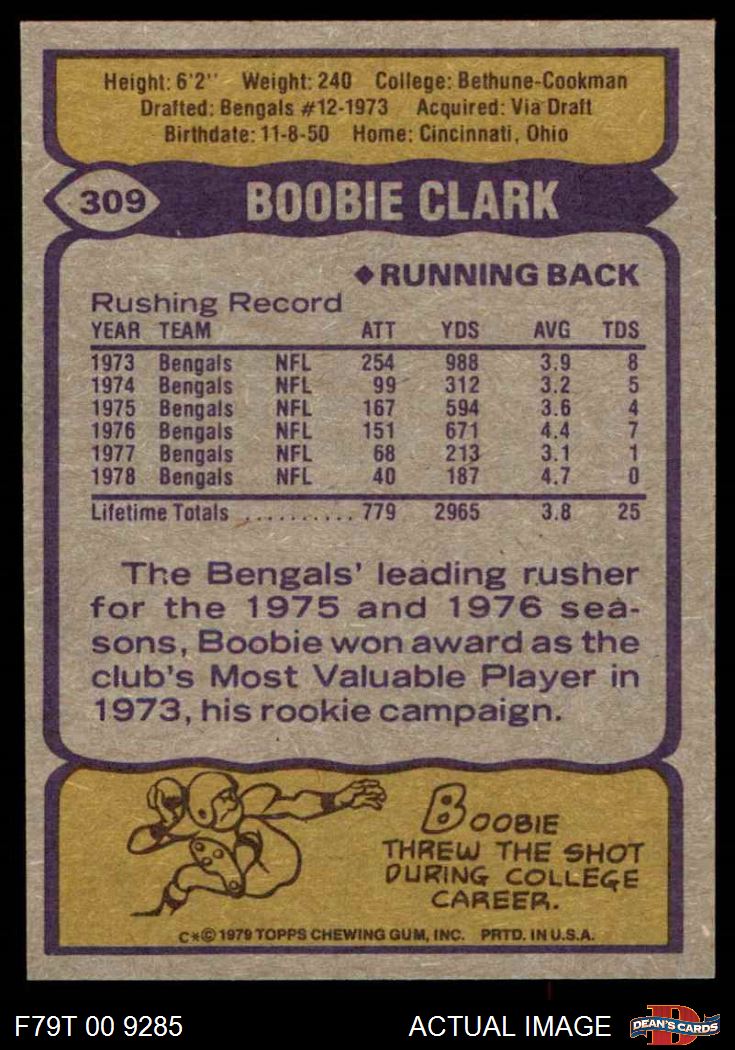 Height: 6'2'' Weight: 240 College: Bethune-Cookman
Drafted: Bengals #12-1973 Acquired: Via Draft
Birthdate: 11-8-50 Home: Cincinnati, Ohio
309 BOOBIE CLARK
◆RUNNING BACK
Rushing Record
YEAR TEAM ATT YDS AVG TDS
1973 Bengals NFL 254 988 3.9 8
1974 Bengals NFL 99 312 3.2 5
1975 Bengals NFL 167 594 3.6 4
1976 Bengals NFL 151 671 4.4 7
1977 Bengals NFL 68 213 3.1 1
1978 Bengals NFL 40 187 4.7 0
Lifetime Totals .......... 779 2965 3.8 25
The Bengals' leading rusher
for the 1975 and 1976 sea-
sons, Boobie won award as the
club's Most Valuable Player in
1973, his rookie campaign.
BOOBIE
THREW THE SHOT
DURING COLLEGE
CAREER.
C*© 1979 TOPPS CHEWING GUM, INC. PRTD. IN U.S.A.
F79T 00 9285 ACTUAL IMAGE D DEAN'S CARDS